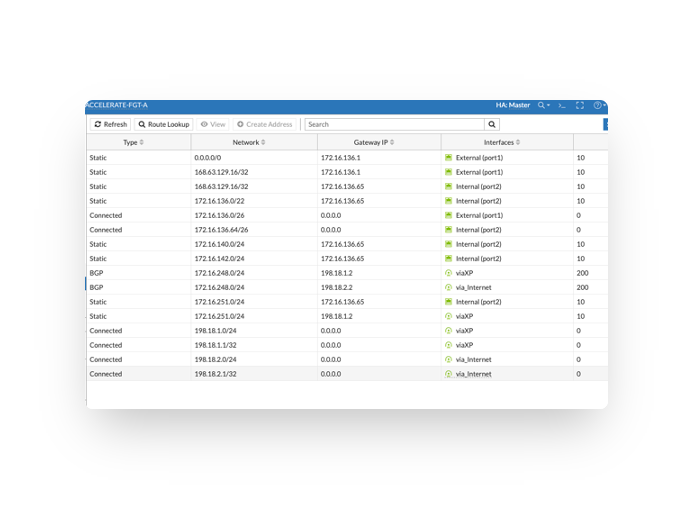 ACCELERATE-FGT-A HA: Master
Refresh Route Lookup View Create Address Search
Type Network Gateway IP Interfaces
Static 0.0.0.0/0 172.16.136.1 External (port1) 10
Static 168.63.129.16/32 172.16.136.1 External (port1) 10
Static 168.63.129.16/32 172.16.136.65 Internal (port2) 10
Static 172.16.136.0/22 172.16.136.65 Internal (port2) 10
Connected 172.16.136.0/26 0.0.0.0 External (port1) 0
Connected 172.16.136.64/26 0.0.0.0 Internal (port2) 0
Static 172.16.140.0/24 172.16.136.65 Internal (port2) 10
Static 172.16.142.0/24 172.16.136.65 Internal (port2) 10
BGP 172.16.248.0/24 198.18.1.2 viaXP 200
BGP 172.16.248.0/24 198.18.2.2 via_Internet 200
Static 172.16.251.0/24 172.16.136.65 Internal (port2) 10
Static 172.16.251.0/24 198.18.1.2 viaXP 10
Connected 198.18.1.0/24 0.0.0.0 viaXP 0
Connected 198.18.1.1/32 0.0.0.0 viaXP 0
Connected 198.18.2.0/24 0.0.0.0 via_Internet 0
Connected 198.18.2.1/32 0.0.0.0 via_Internet 0